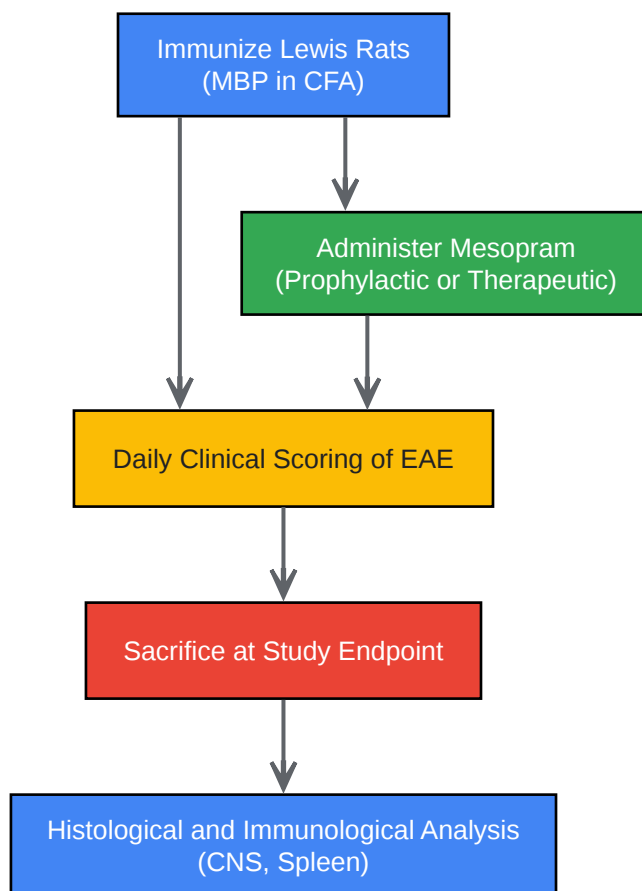 Immunize Lewis Rats
(MBP in CFA)
Administer Mesopram
(Prophylactic or Therapeutic)
Daily Clinical Scoring of EAE
Sacrifice at Study Endpoint
Histological and Immunological Analysis
(CNS, Spleen)